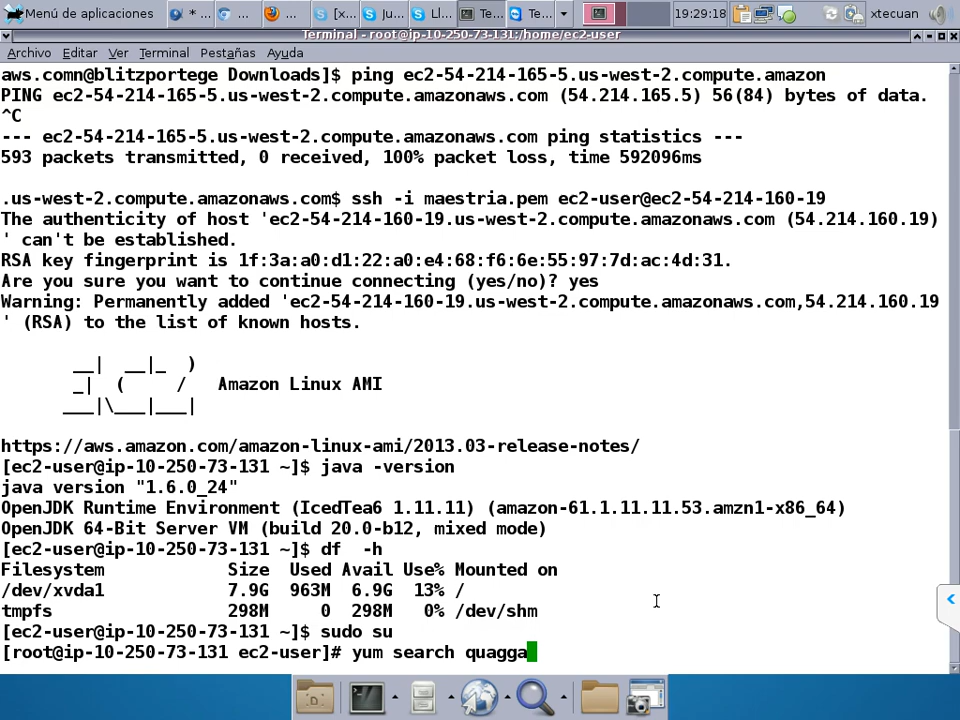 Menú de aplicaciones
* ...
...
...
[x...
Ju...
Ll...
Te...
Te...
19:29:18
xtecuan
Terminal - root@ip-10-250-73-131:/home/ec2-user
Archivo Editar Ver Terminal Pestañas Ayuda
aws.comn@blitzportege Downloads]$ ping ec2-54-214-165-5.us-west-2.compute.amazon
PING ec2-54-214-165-5.us-west-2.compute.amazonaws.com (54.214.165.5) 56(84) bytes of data.
^C
--- ec2-54-214-165-5.us-west-2.compute.amazonaws.com ping statistics ---
593 packets transmitted, 0 received, 100% packet loss, time 592096ms
.us-west-2.compute.amazonaws.com$ ssh -i maestria.pem ec2-user@ec2-54-214-160-19
The authenticity of host 'ec2-54-214-160-19.us-west-2.compute.amazonaws.com (54.214.160.19)
' can't be established.
RSA key fingerprint is 1f:3a:a0:d1:22:a0:e4:68:f6:6e:55:97:7d:ac:4d:31.
Are you sure you want to continue connecting (yes/no)? yes
Warning: Permanently added 'ec2-54-214-160-19.us-west-2.compute.amazonaws.com,54.214.160.19
' (RSA) to the list of known hosts.
__|  __|_  )
_|  (     /   Amazon Linux AMI
___|\___|___|
https://aws.amazon.com/amazon-linux-ami/2013.03-release-notes/
[ec2-user@ip-10-250-73-131 ~]$ java -version
java version "1.6.0_24"
OpenJDK Runtime Environment (IcedTea6 1.11.11) (amazon-61.1.11.11.53.amzn1-x86_64)
OpenJDK 64-Bit Server VM (build 20.0-b12, mixed mode)
[ec2-user@ip-10-250-73-131 ~]$ df  -h
Filesystem            Size  Used Avail Use% Mounted on
/dev/xvda1            7.9G  963M  6.9G  13% /
tmpfs                 298M     0  298M   0% /dev/shm
[ec2-user@ip-10-250-73-131 ~]$ sudo su
[root@ip-10-250-73-131 ec2-user]# yum search quagga